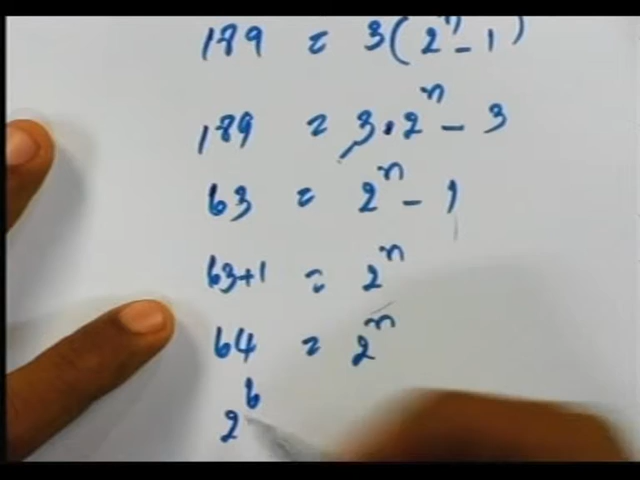 189 = 3(2ⁿ - 1)
189 = 3 · 2ⁿ - 3
63 = 2ⁿ - 1
63+1 = 2ⁿ
64 = 2ⁿ
2⁶